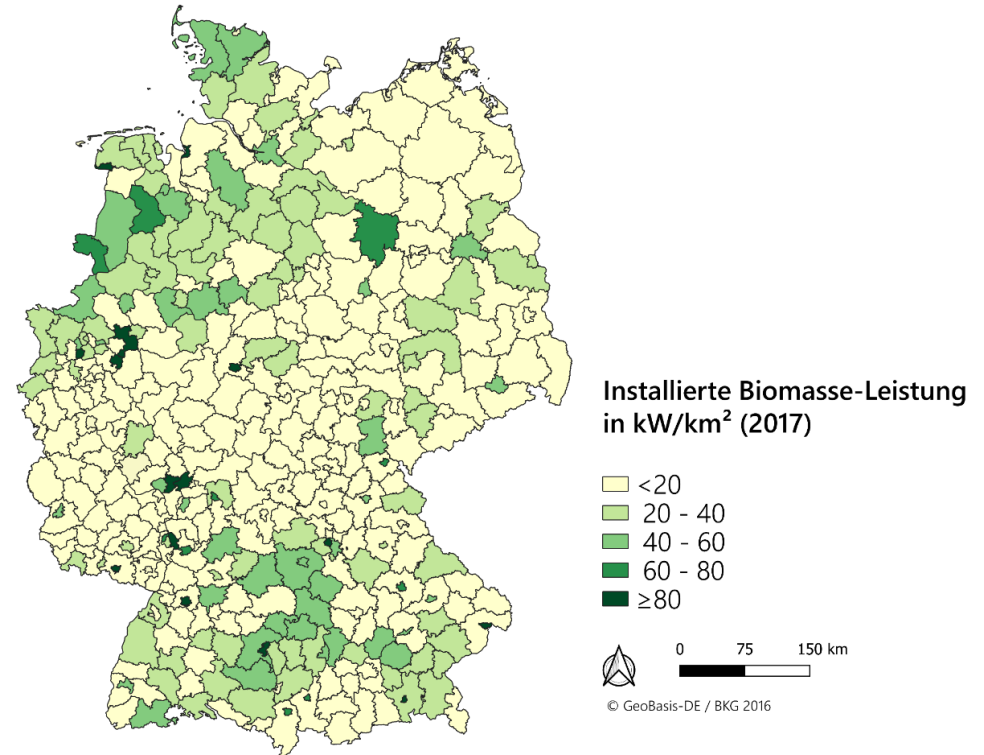 Installierte Biomasse-Leistung
in kW/km² (2017)
<20
20 - 40
40 - 60
60 - 80
≥80
0 75 150 km
© GeoBasis-DE / BKG 2016